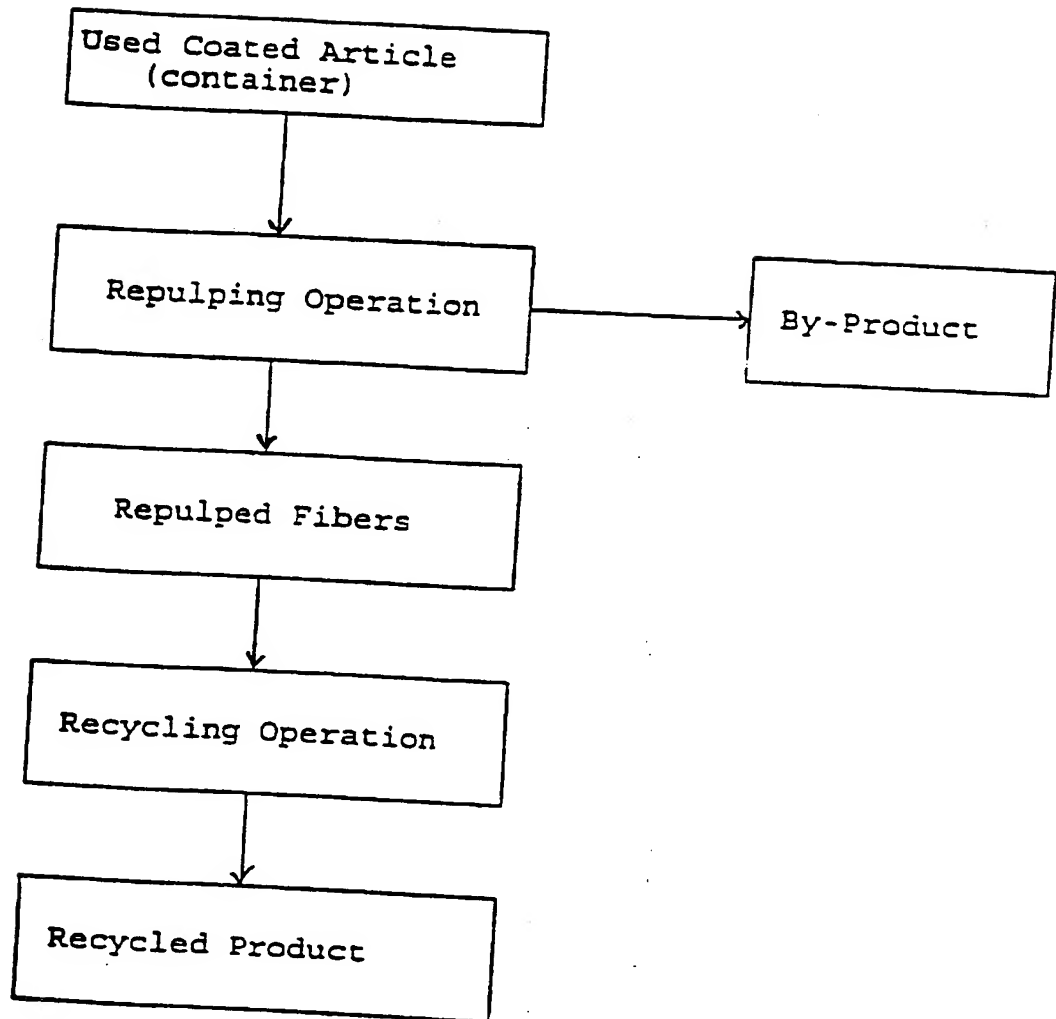 Used Coated Article
(container)
Repulping Operation
By-Product
Repulped Fibers
Recycling Operation
Recycled Product